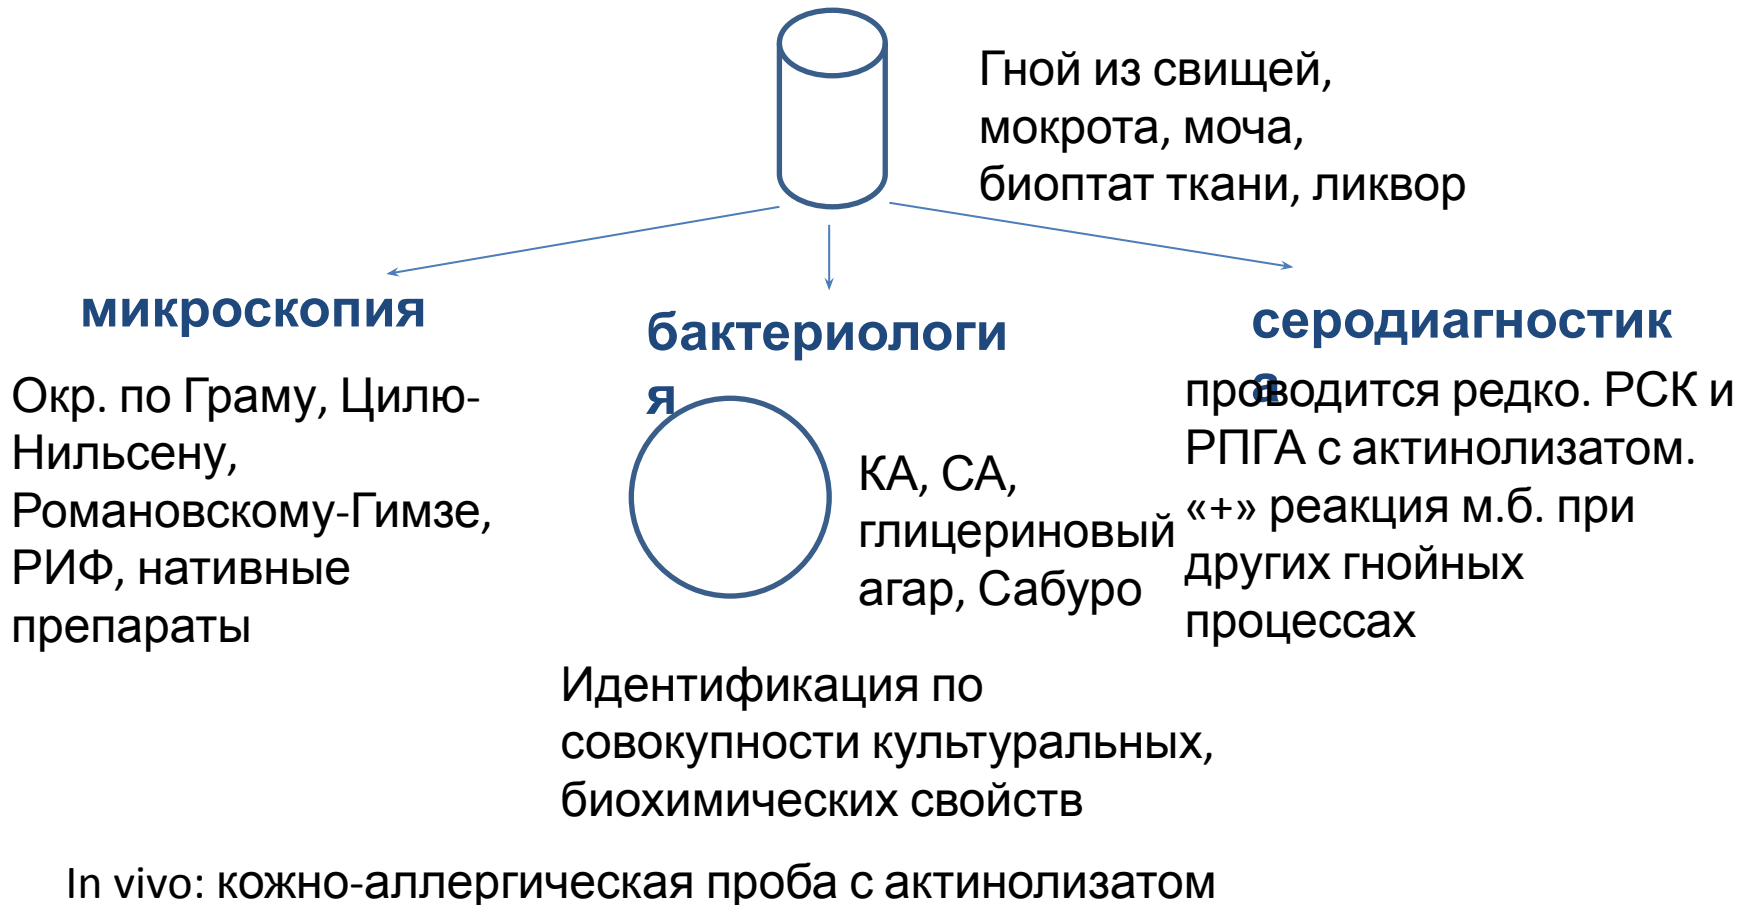 Гной из свищей,
мокрота, моча,
биоптат ткани, ликвор
микроскопия
Окр. по Граму, Цилю-
Нильсену,
Романовскому-Гимзе,
РИФ, нативные
препараты
бактериологи
я
КА, СА,
глицериновый
агар, Сабуро
Идентификация по
совокупности культуральных,
биохимических свойств
серодиагностик
а
проводится редко. РСК и
РПГА с актинолизатом.
«+» реакция м.б. при
других гнойных
процессах
In vivo: кожно-аллергическая проба с актинолизатом